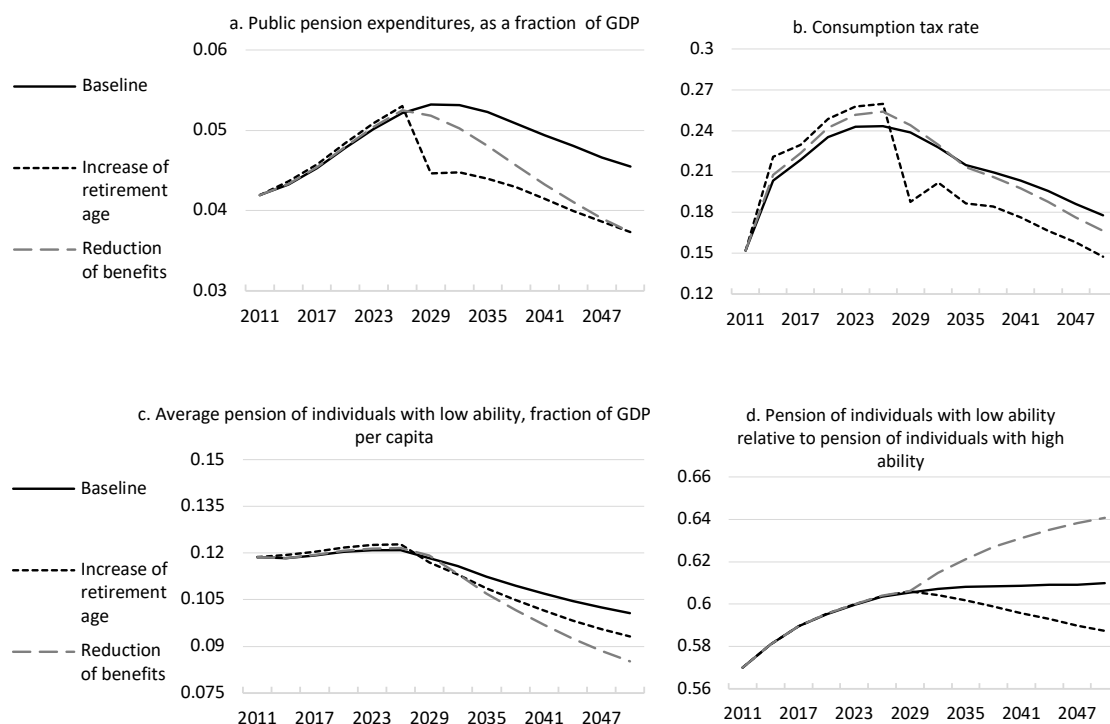 a. Public pension expenditures, as a fraction of GDP
0.06
0.05
0.04
0.03
2011 2017 2023 2029 2035 2041 2047
Baseline
Increase of
retirement
age
Reduction
of benefits
b. Consumption tax rate
0.3
0.27
0.24
0.21
0.18
0.15
0.12
2011 2017 2023 2029 2035 2041 2047
c. Average pension of individuals with low ability, fraction of GDP
per capita
0.15
0.135
0.12
0.105
0.09
0.075
2011 2017 2023 2029 2035 2041 2047
Baseline
Increase of
retirement
age
Reduction
of benefits
d. Pension of individuals with low ability
relative to pension of individuals with high
ability
0.66
0.64
0.62
0.6
0.58
0.56
2011 2017 2023 2029 2035 2041 2047